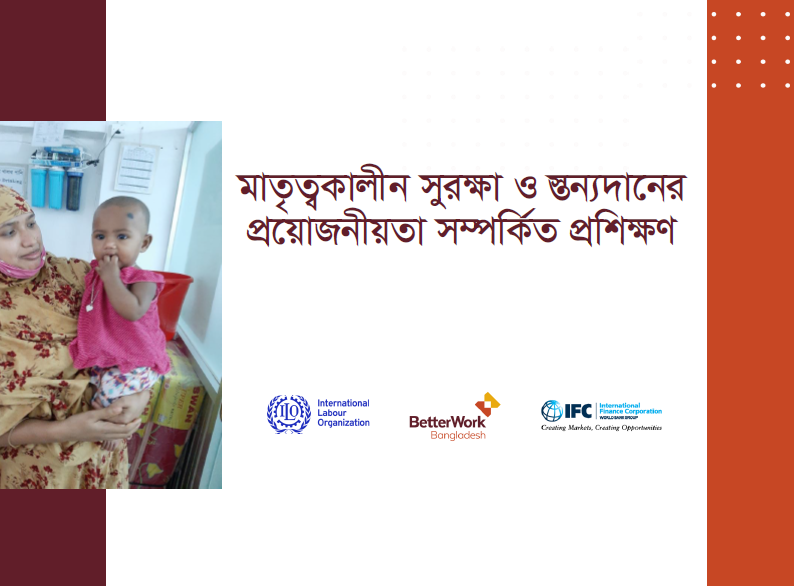 মাতৃত্বকালীন সুরক্ষা ও স্তন্যদানের
প্রয়োজনীয়তা সম্পর্কিত প্রশিক্ষণ
International
Labour
Organization
BetterWork
Bangladesh
IFC
International
Finance Corporation
WORLD BANK GROUP
Creating Markets, Creating Opportunities